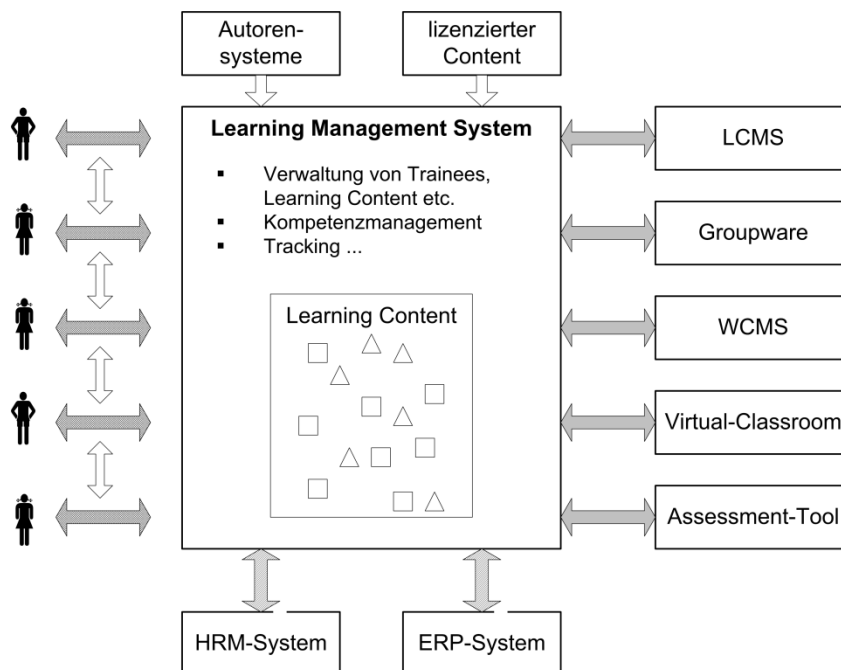 Autoren-
systeme
lizenzierter
Content
Learning Management System
▪ Verwaltung von Trainees,
Learning Content etc.
▪ Kompetenzmanagement
▪ Tracking ...
Learning Content
LCMS
Groupware
WCMS
Virtual-Classroom
Assessment-Tool
HRM-System
ERP-System